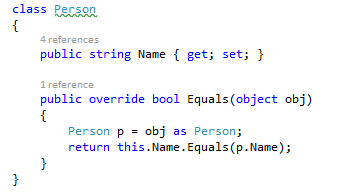 class Person
{
4 references
public string Name { get; set; }
1 reference
public override bool Equals(object obj)
{
Person p = obj as Person;
return this.Name.Equals(p.Name);
}
}